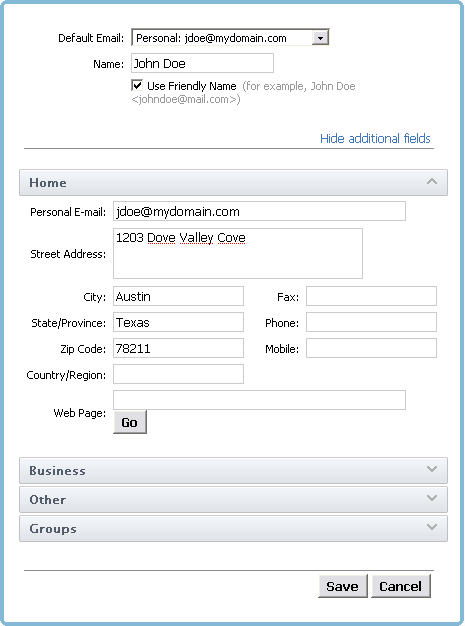 Default Email: Personal: jdoe@mydomain.com
Name: John Doe
Use Friendly Name (for example, John Doe
<johndoe@mail.com>)
Hide additional fields
Home
Personal E-mail: jdoe@mydomain.com
Street Address: 1203 Dove Valley Cove
City: Austin Fax:
State/Province: Texas Phone:
Zip Code: 78211 Mobile:
Country/Region:
Web Page:
Go
Business
Other
Groups
Save Cancel